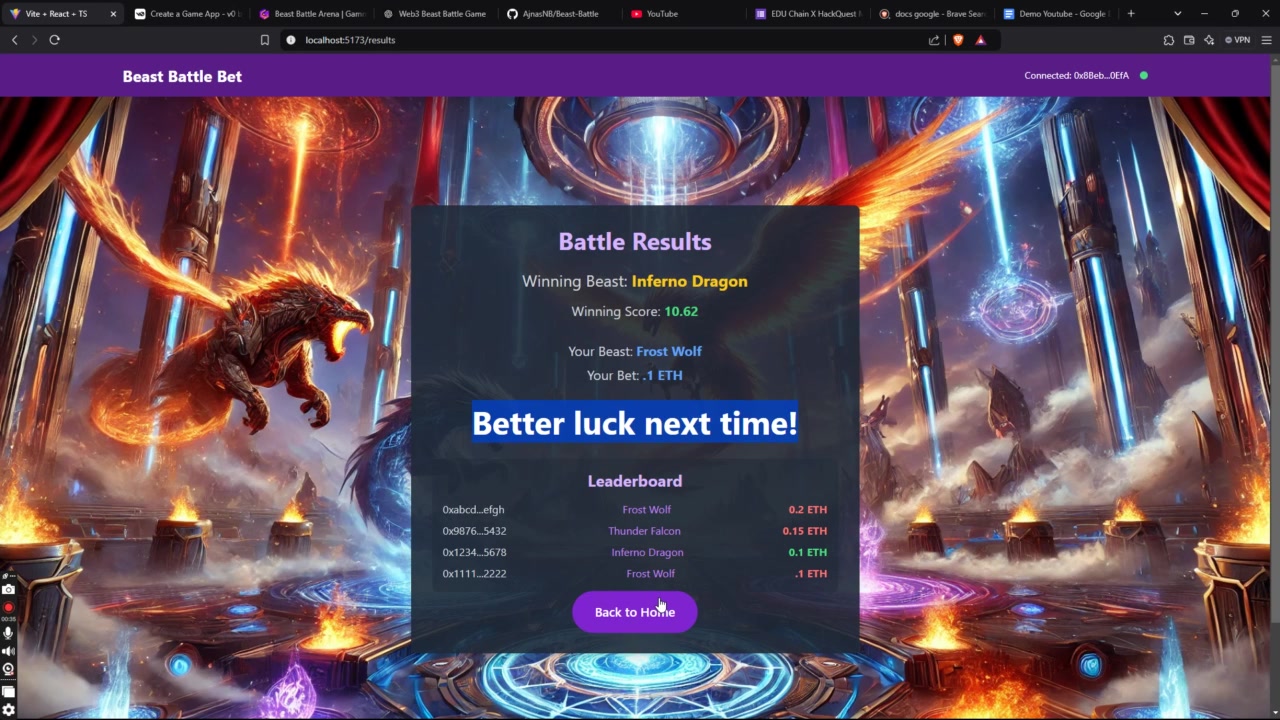 Vite + React + TS
Create a Game App - v0 b
Beast Battle Arena | Gam
Web3 Beast Battle Game
AjnasNB/Beast-Battle
YouTube
EDU Chain X HackQuest
docs google - Brave Sear
Demo Youtube - Google
localhost:5173/results
VPN
Beast Battle Bet
Connected: 0x8Beb...0EfA
Battle Results
Winning Beast: Inferno Dragon
Winning Score: 10.62
Your Beast: Frost Wolf
Your Bet: .1 ETH
Better luck next time!
Leaderboard
0xabcd...efgh Frost Wolf 0.2 ETH
0x9876...5432 Thunder Falcon 0.15 ETH
0x1234...5678 Inferno Dragon 0.1 ETH
0x1111...2222 Frost Wolf .1 ETH
Back to Home
00:35